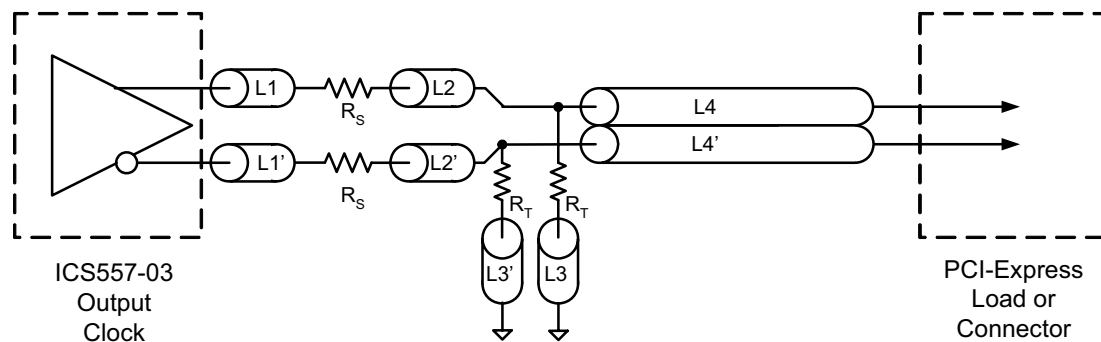 L1
L2
L4
R_S
L4’
L1’
L2’
R_S
R_T
R_T
L3’
L3
ICS557-03
Output
Clock
PCI-Express
Load or
Connector